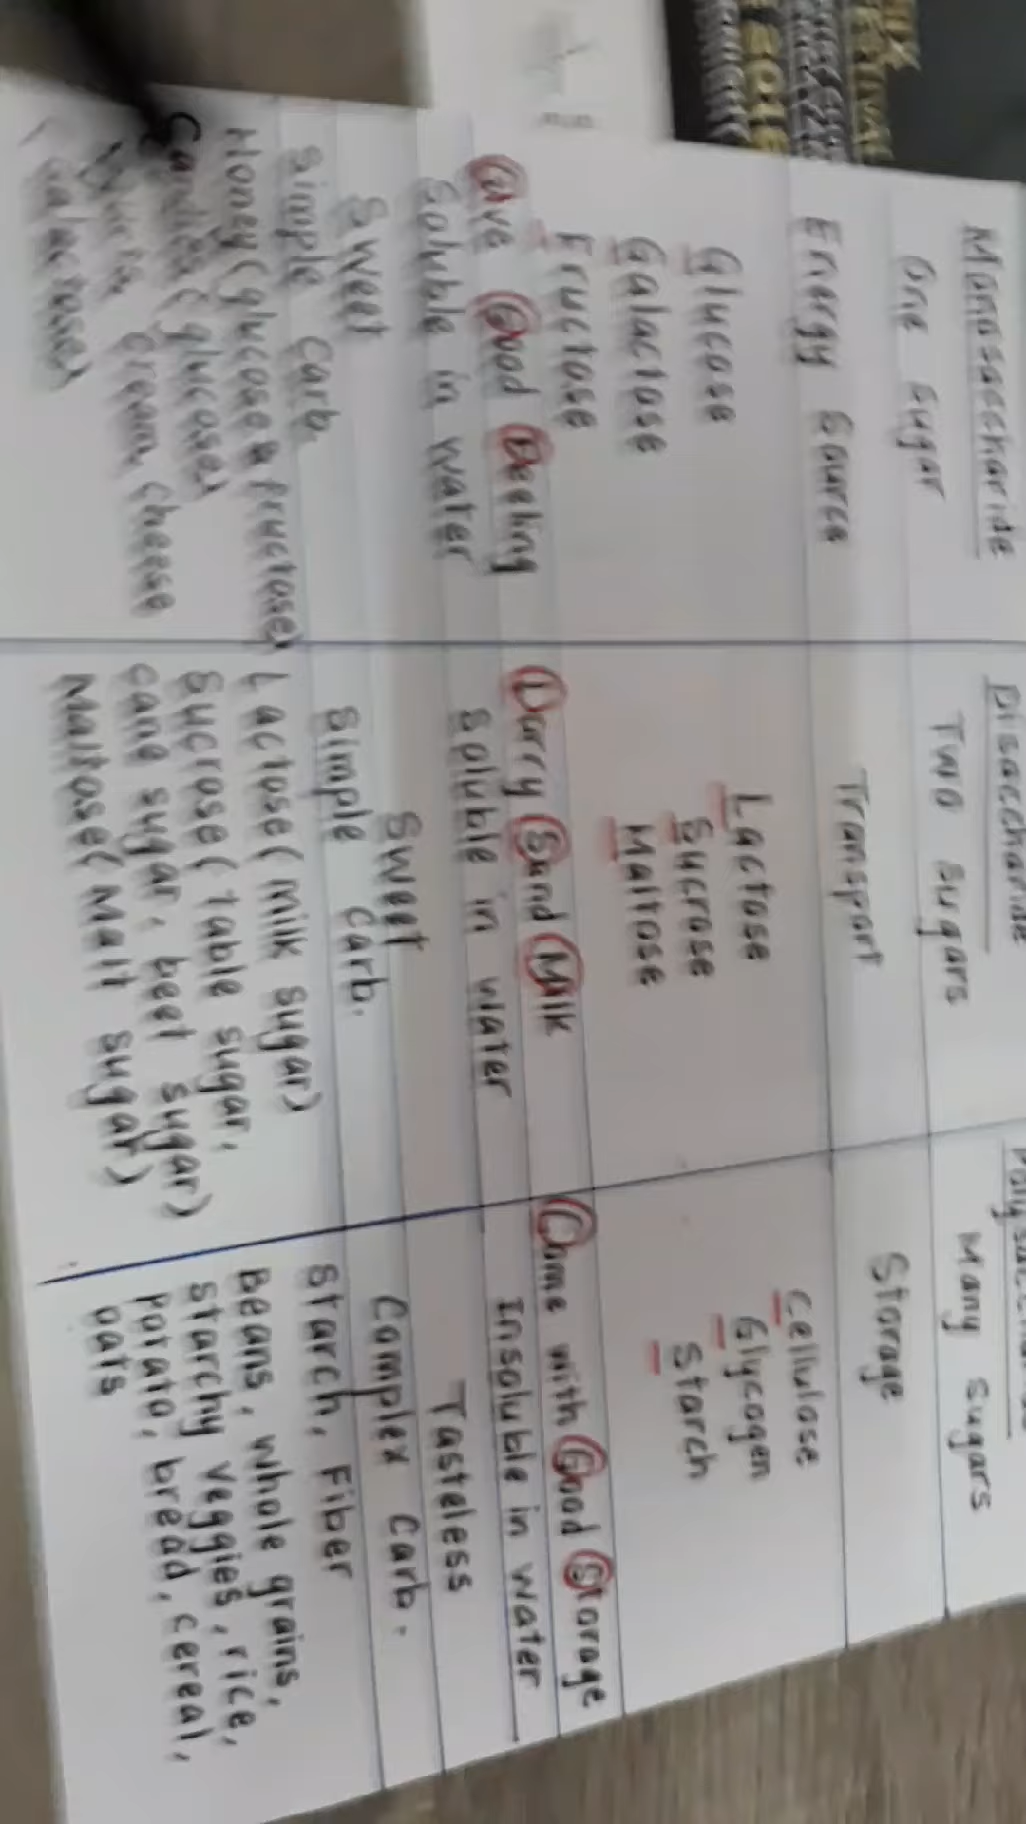 Monosaccharide
One Sugar
Energy Source
Glucose
Galactose
Fructose
Give Good Feeling
Soluble in water
Sweet
Simple Carb.
Honey (glucose & fructose)
Candies (glucose)
cream cheese
(galactose)
Disaccharide
Two Sugars
Transport
Lactose
Sucrose
Maltose
Larry Sand Milk
Soluble in water
Sweet
Simple Carb.
Lactose (milk sugar)
Sucrose (table sugar,
cane sugar, beet sugar)
Maltose (Malt sugar)
Many Sugars
Storage
Cellulose
Glycogen
Starch
Come with Good Storage
Insoluble in water
Tasteless
Complex Carb.
Starch, Fiber
Beans, whole grains,
starchy veggies, rice,
potato, bread, cereal,
oats